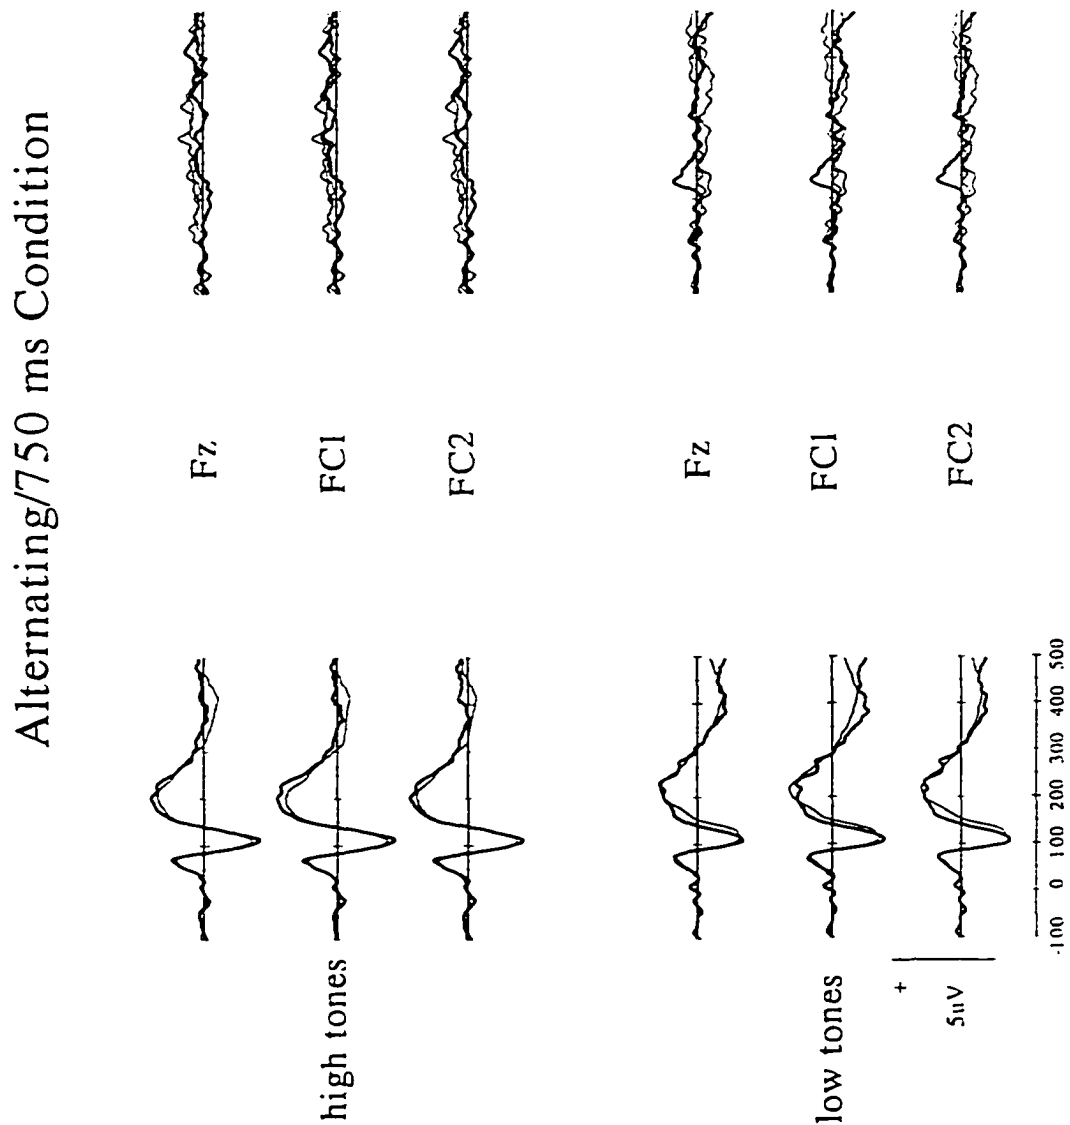 Alternating/750 ms Condition
high tones
Fz
FC1
FC2
low tones
Fz
FC1
FC2
+
5uV
-100 0 100 200 300 400 500